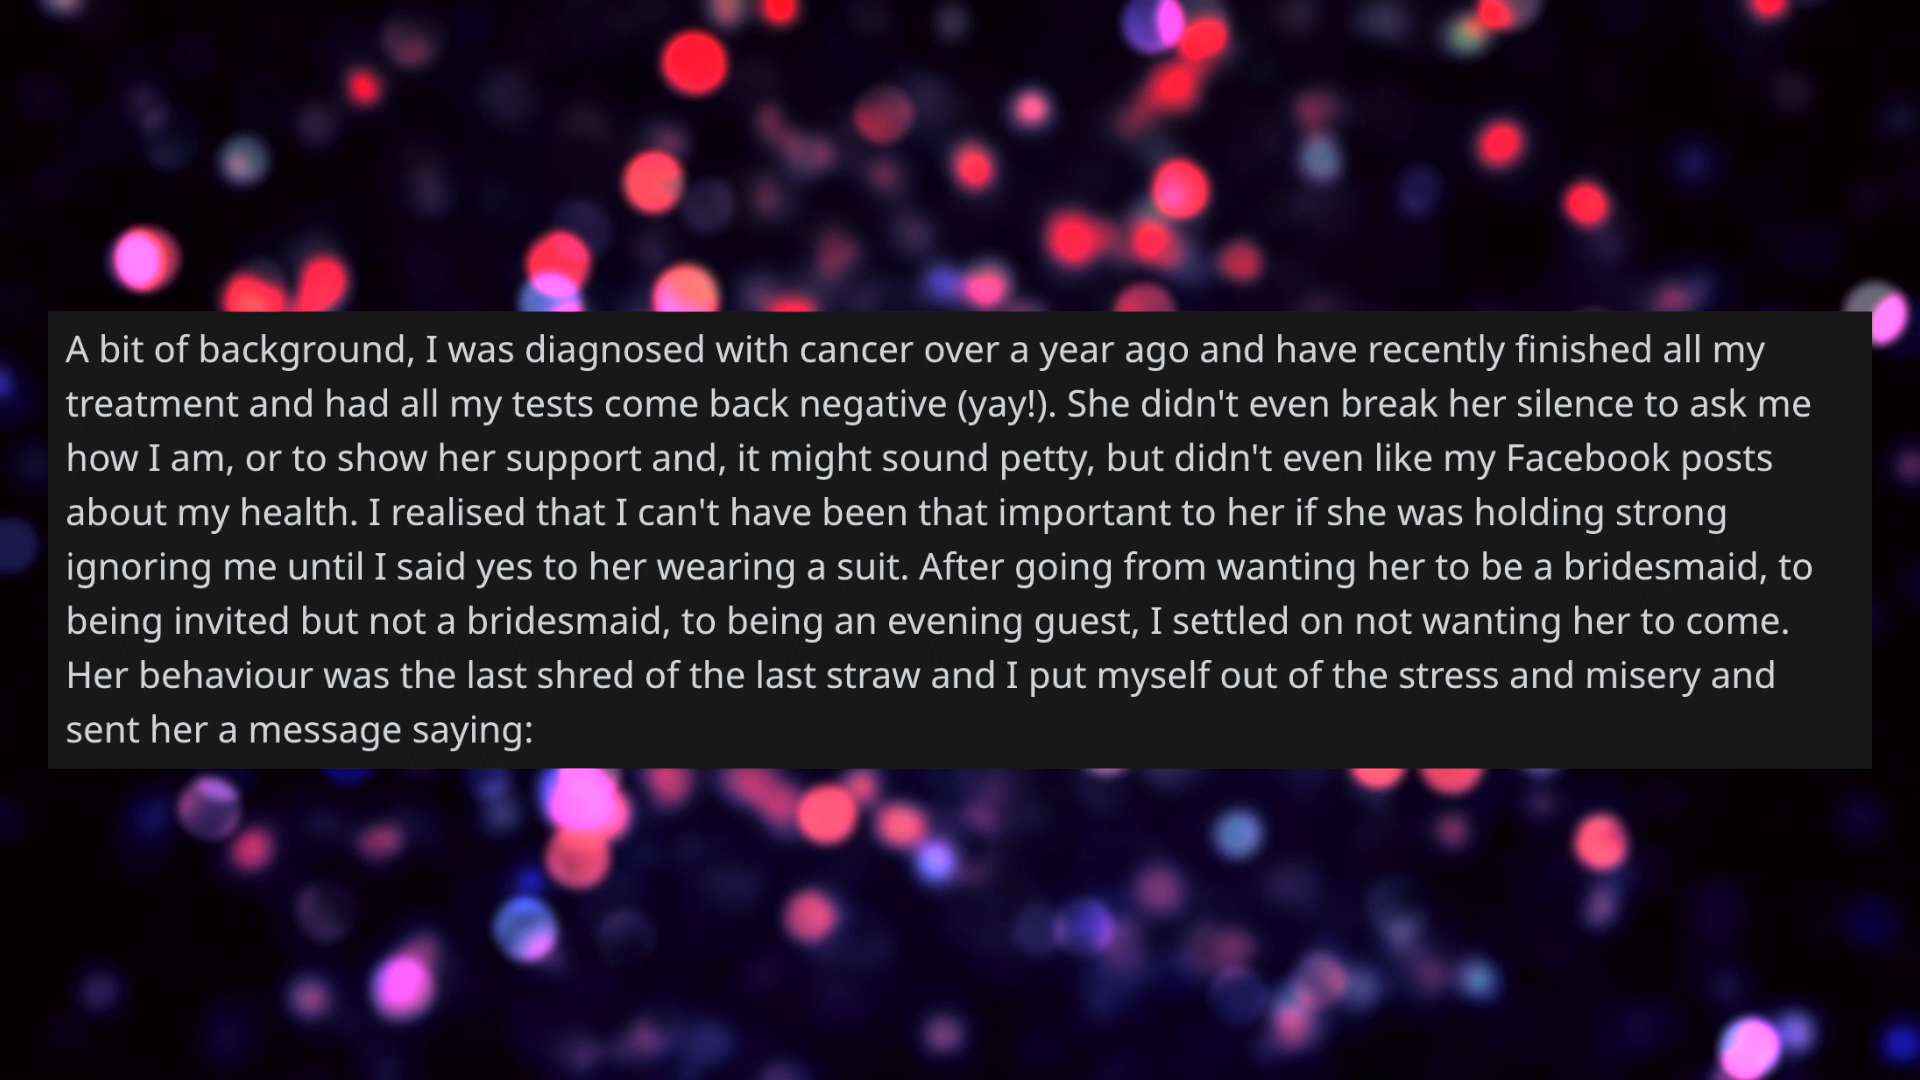 A bit of background, I was diagnosed with cancer over a year ago and have recently finished all my
treatment and had all my tests come back negative (yay!). She didn't even break her silence to ask me
how I am, or to show her support and, it might sound petty, but didn't even like my Facebook posts
about my health. I realised that I can't have been that important to her if she was holding strong
ignoring me until I said yes to her wearing a suit. After going from wanting her to be a bridesmaid, to
being invited but not a bridesmaid, to being an evening guest, I settled on not wanting her to come.
Her behaviour was the last shred of the last straw and I put myself out of the stress and misery and
sent her a message saying: